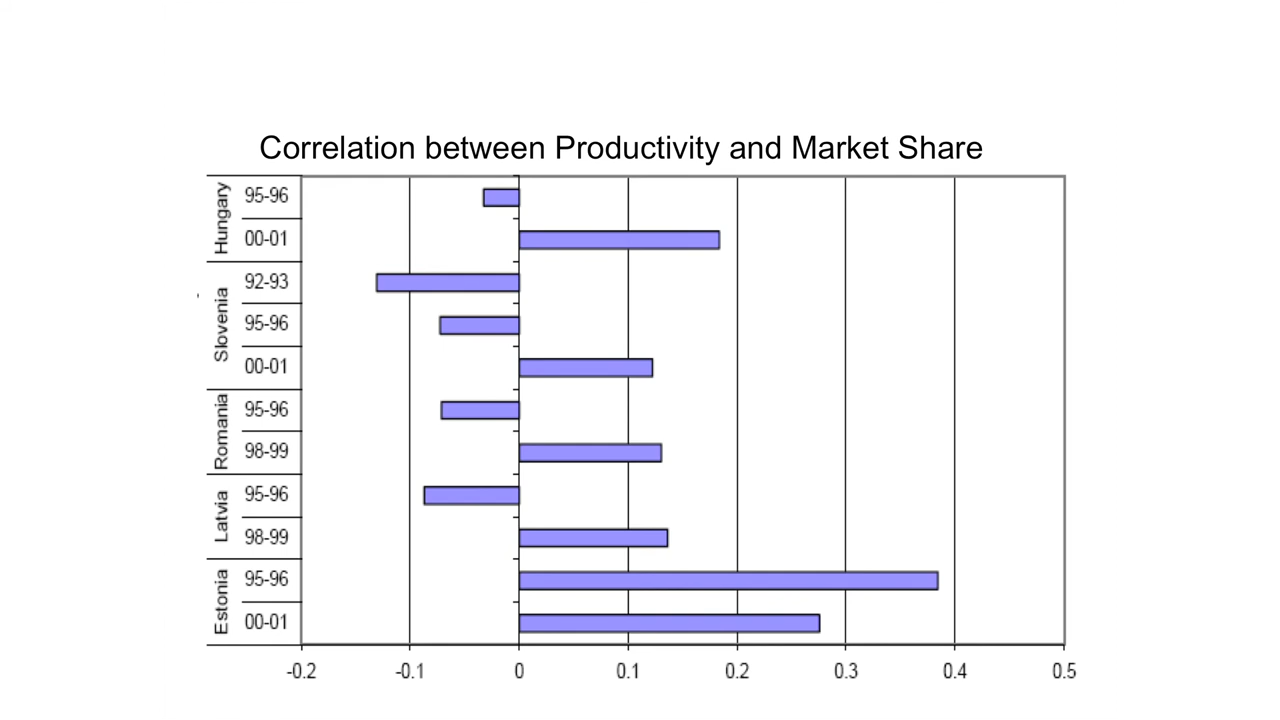 Correlation between Productivity and Market Share
Hungary
95-96
00-01
Slovenia
92-93
95-96
00-01
Romania
95-96
98-99
Latvia
95-96
98-99
Estonia
95-96
00-01
-0.2 -0.1 0 0.1 0.2 0.3 0.4 0.5